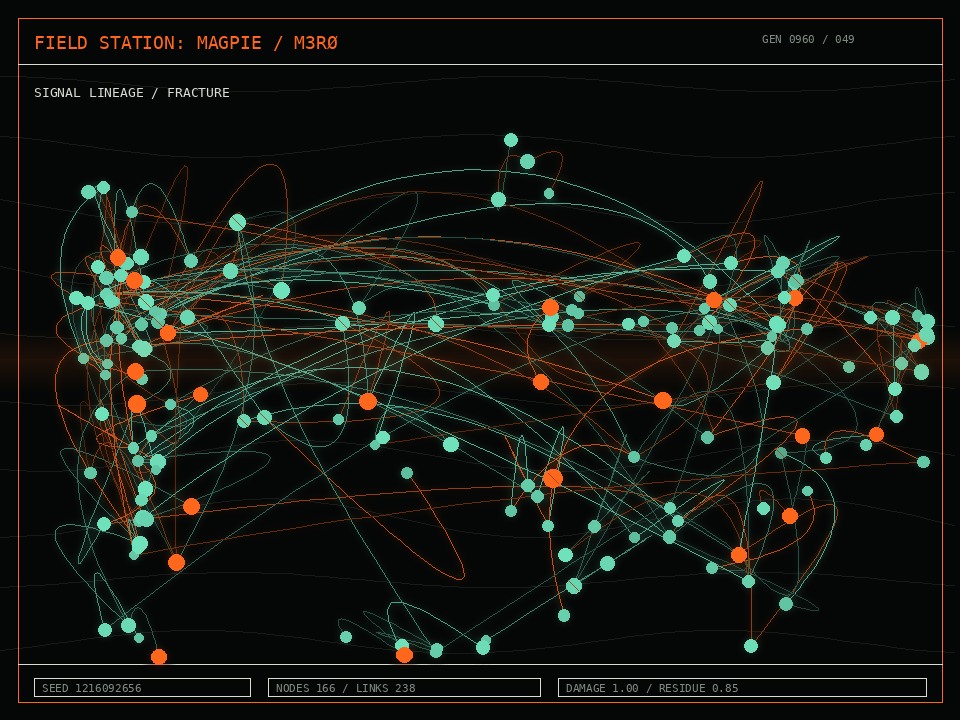 FIELD STATION: MAGPIE / M3RØ
GEN 0960 / 049
SIGNAL LINEAGE / FRACTURE
SEED 1216092656
NODES 166 / LINKS 238
DAMAGE 1.00 / RESIDUE 0.85